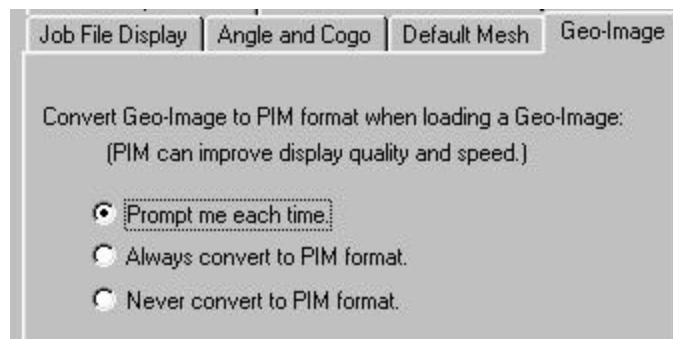 Job File Display Angle and Cogo Default Mesh Geo-Image
Convert Geo-Image to PIM format when loading a Geo-Image:
(PIM can improve display quality and speed.)
Prompt me each time.
Always convert to PIM format.
Never convert to PIM format.